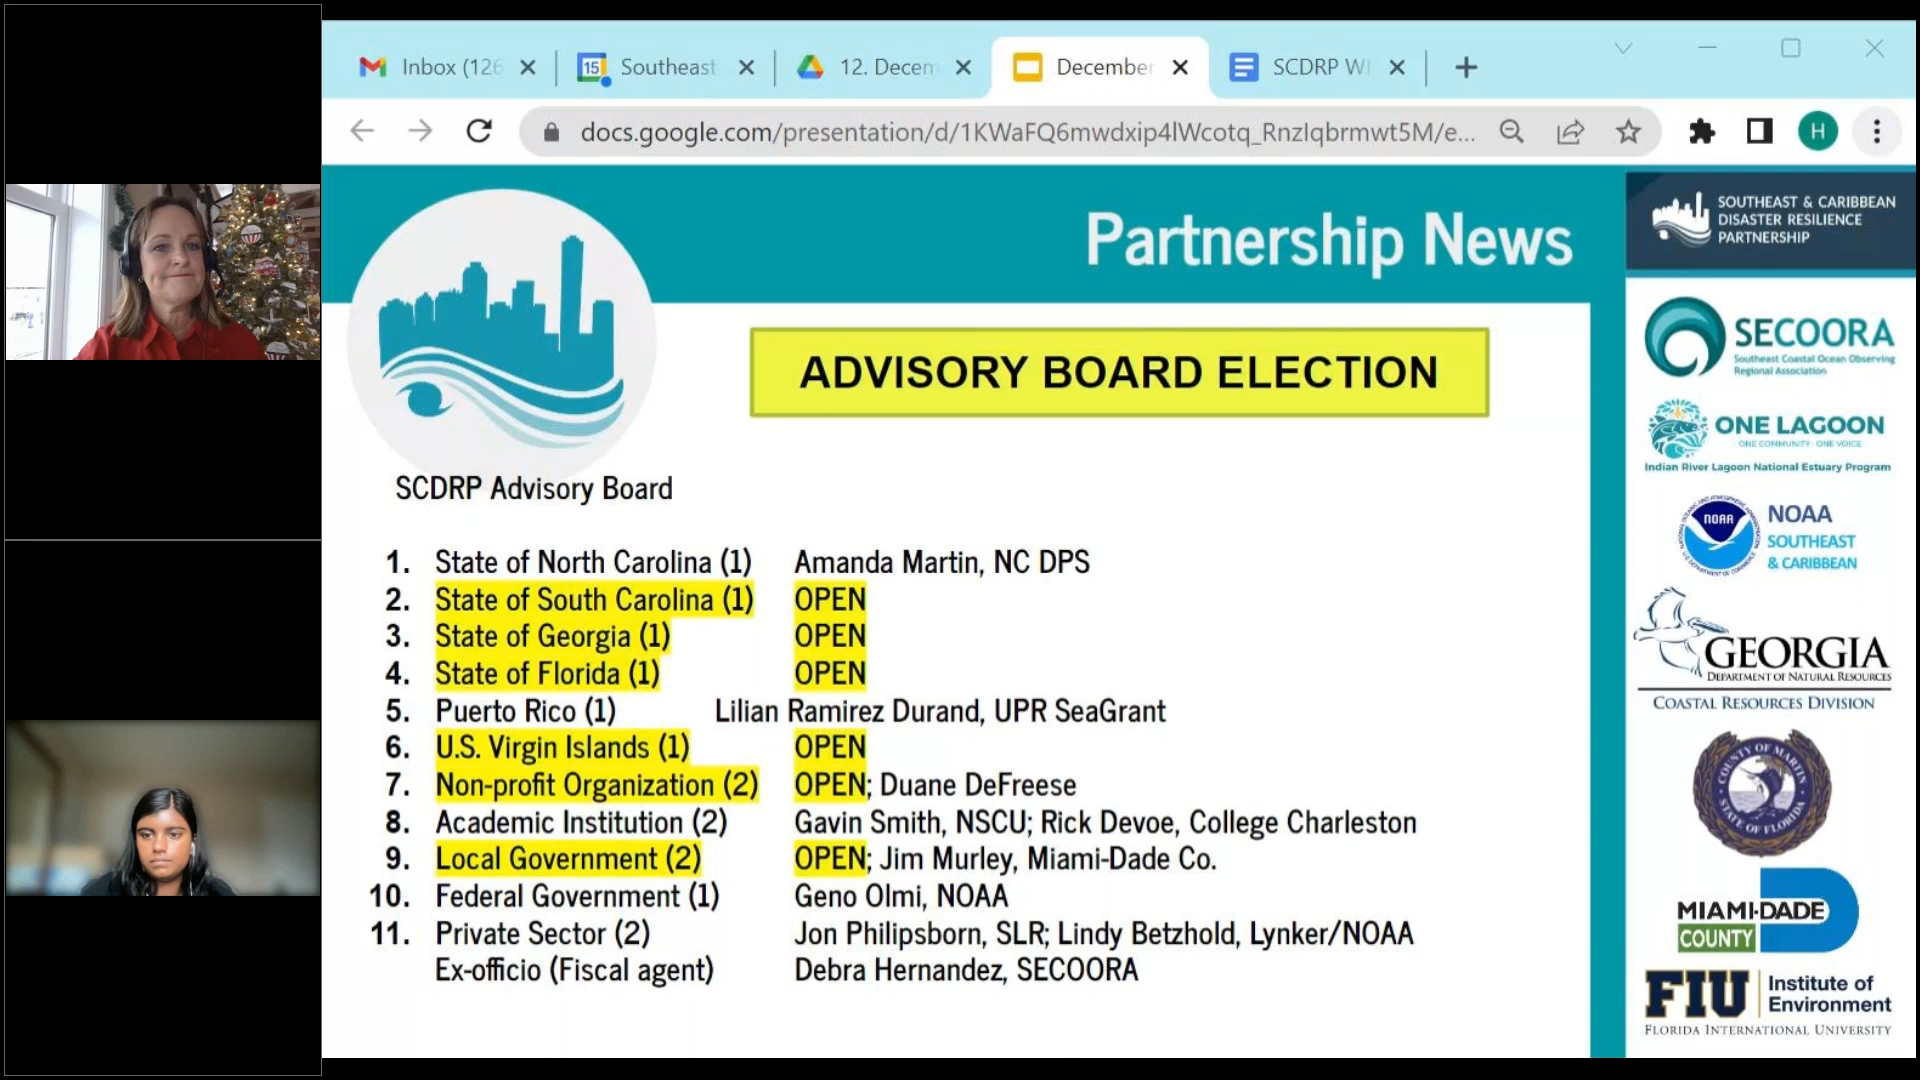 Inbox (126
15
Southeast
12. Decem
December
SCDRP W
docs.google.com/presentation/d/1KWaFQ6mwdxip4lWcotq_RnzIqbrmwt5M/e...
H
Partnership News
ADVISORY BOARD ELECTION
SCDRP Advisory Board
1. State of North Carolina (1) Amanda Martin, NC DPS
2. State of South Carolina (1) OPEN
3. State of Georgia (1) OPEN
4. State of Florida (1) OPEN
5. Puerto Rico (1) Lilian Ramirez Durand, UPR SeaGrant
6. U.S. Virgin Islands (1) OPEN
7. Non-profit Organization (2) OPEN; Duane DeFreese
8. Academic Institution (2) Gavin Smith, NSCU; Rick Devoe, College Charleston
9. Local Government (2) OPEN; Jim Murley, Miami-Dade Co.
10. Federal Government (1) Geno Olmi, NOAA
11. Private Sector (2) Jon Philipsborn, SLR; Lindy Betzhold, Lynker/NOAA
Ex-officio (Fiscal agent) Debra Hernandez, SECOORA
SOUTHEAST & CARIBBEAN
DISASTER RESILIENCE
PARTNERSHIP
SECOORA
Southeast Coastal Ocean Observing
Regional Association
ONE LAGOON
ONE COMMUNITY · ONE VOICE
Indian River Lagoon National Estuary Program
NOAA
NOAA
SOUTHEAST
& CARIBBEAN
GEORGIA
DEPARTMENT OF NATURAL RESOURCES
COASTAL RESOURCES DIVISION
COUNTY OF MARTIN
STATE OF FLORIDA
MIAMI-DADE
COUNTY
FIU
Institute of
Environment
FLORIDA INTERNATIONAL UNIVERSITY